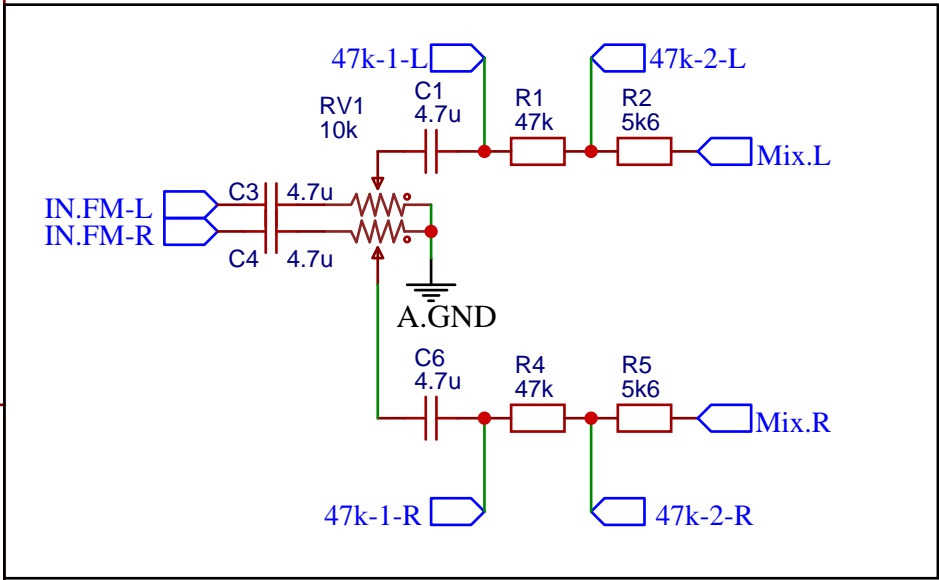 47k-1-L
47k-2-L
C1
4.7u
R1
47k
R2
5k6
RV1
10k
Mix.L
C3
4.7u
IN.FM-L
IN.FM-R
C4
4.7u
A.GND
C6
4.7u
R4
47k
R5
5k6
Mix.R
47k-1-R
47k-2-R